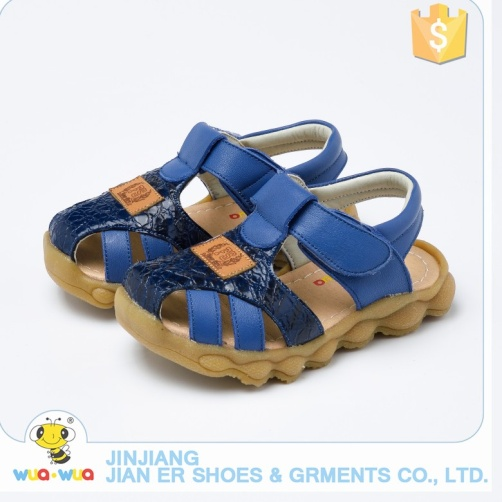 $
wua-wua
JINJIANG
JIAN ER SHOES & GRMENTS CO., LTD.